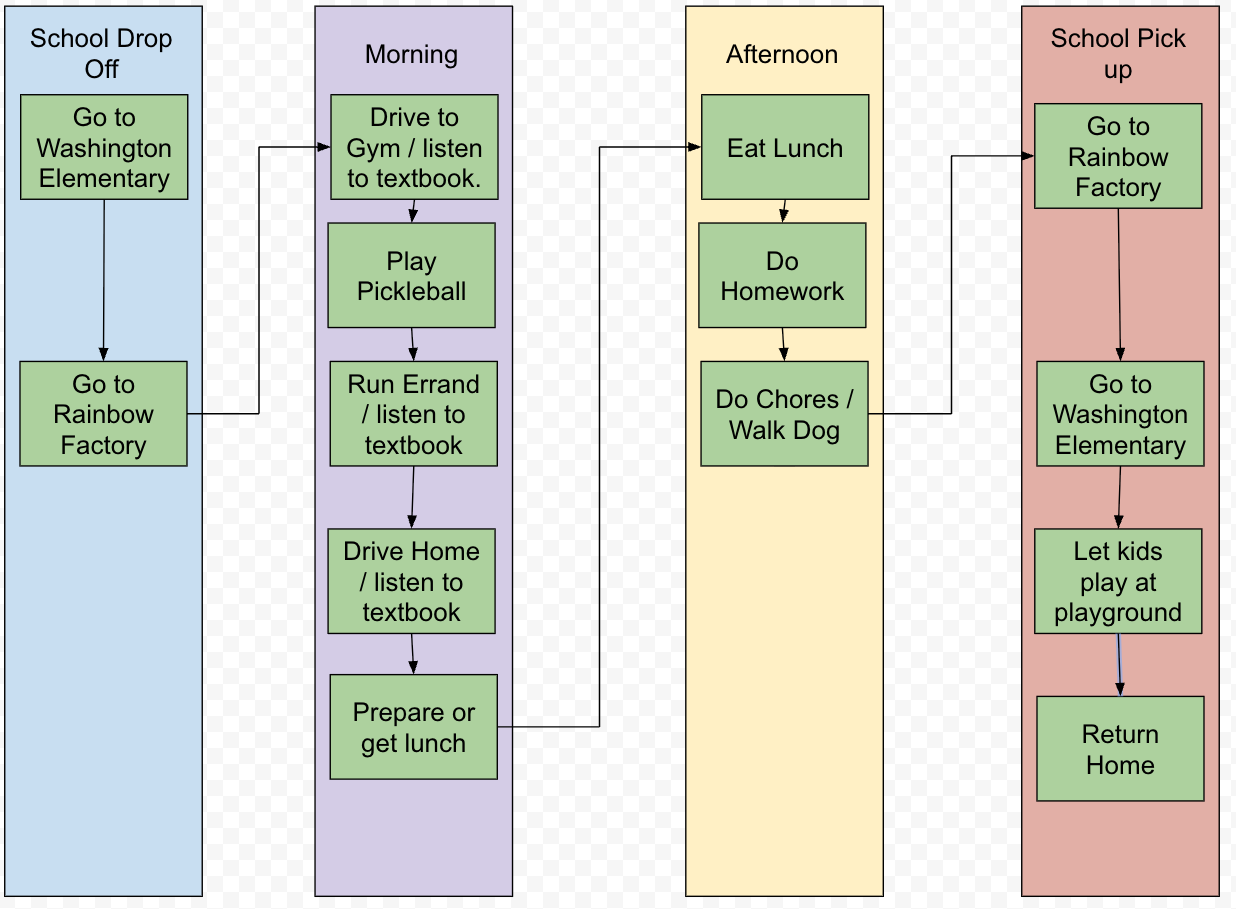 School Drop
Off
Go to
Washington
Elementary
Go to
Rainbow
Factory
Morning
Drive to
Gym / listen
to textbook.
Play
Pickleball
Run Errand
/ listen to
textbook
Drive Home
/ listen to
textbook
Prepare or
get lunch
Afternoon
Eat Lunch
Do
Homework
Do Chores /
Walk Dog
School Pick
up
Go to
Rainbow
Factory
Go to
Washington
Elementary
Let kids
play at
playground
Return
Home